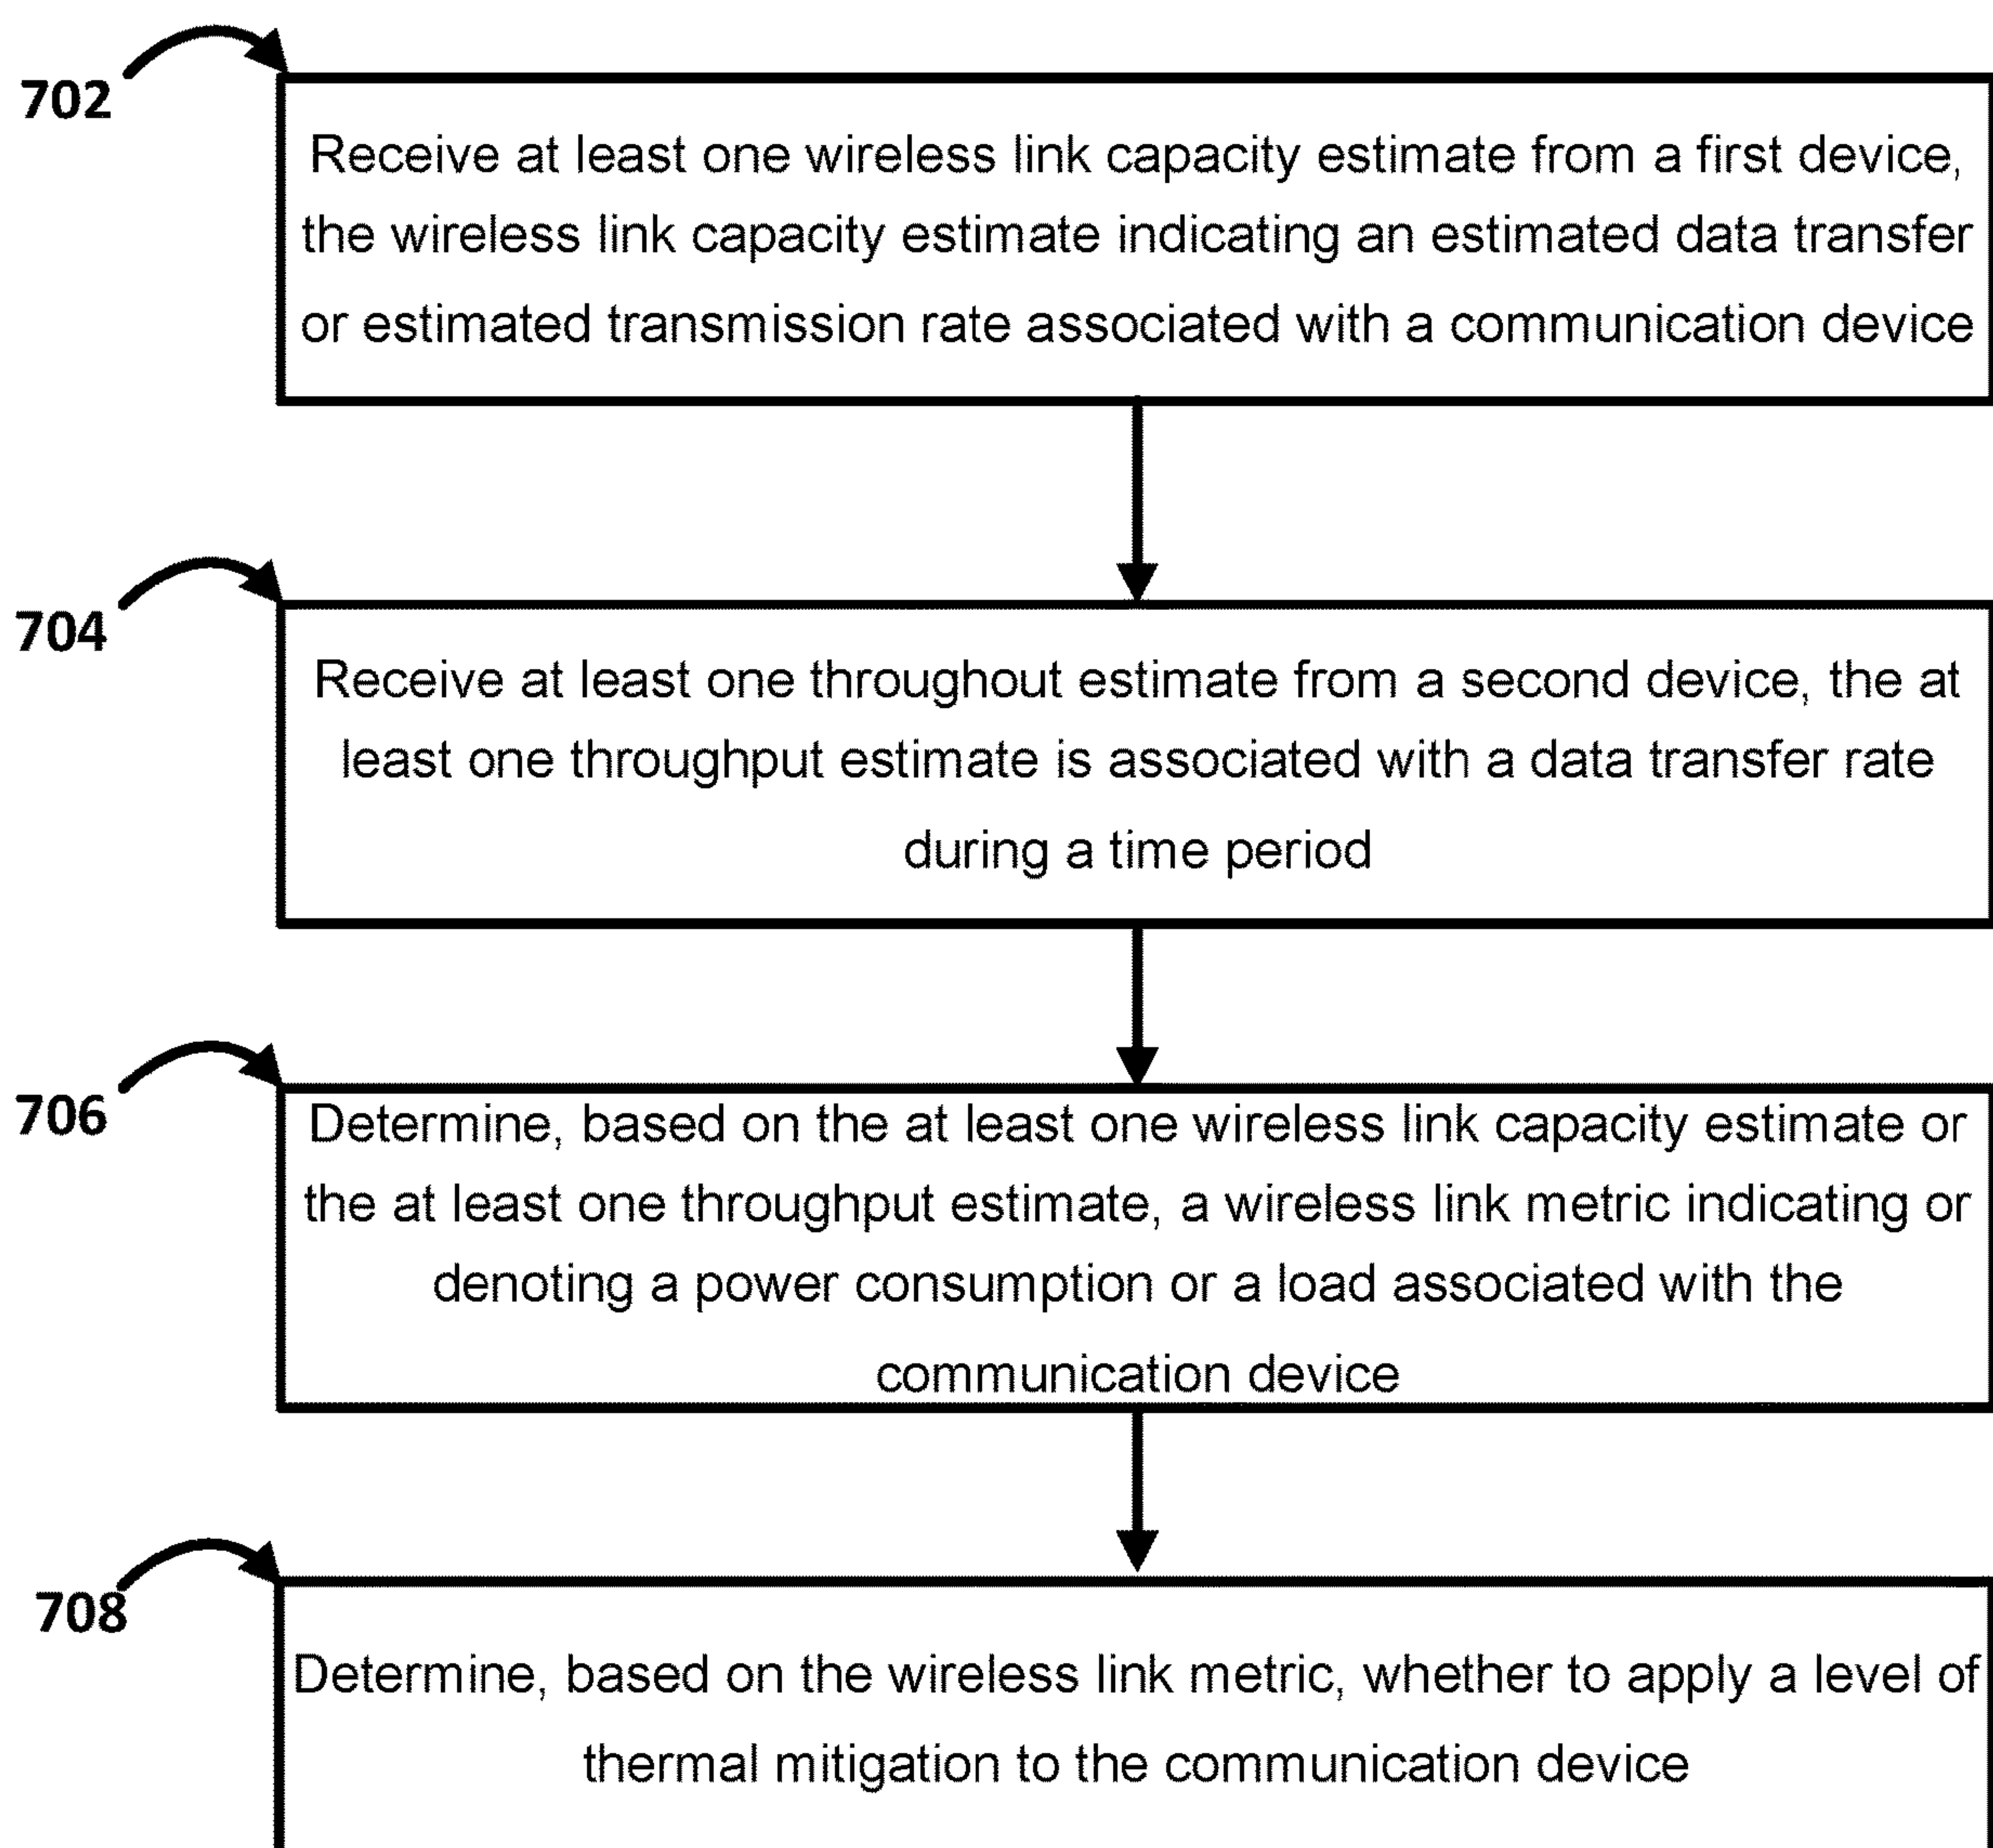 702
Receive at least one wireless link capacity estimate from a first device,
the wireless link capacity estimate indicating an estimated data transfer
or estimated transmission rate associated with a communication device
704
Receive at least one throughout estimate from a second device, the at
least one throughput estimate is associated with a data transfer rate
during a time period
706
Determine, based on the at least one wireless link capacity estimate or
the at least one throughput estimate, a wireless link metric indicating or
denoting a power consumption or a load associated with the
communication device
708
Determine, based on the wireless link metric, whether to apply a level of
thermal mitigation to the communication device